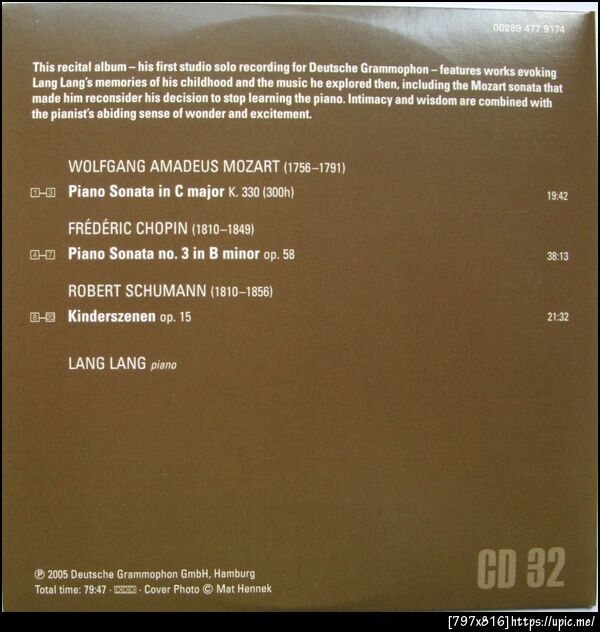 00289 477 9174
This recital album – his first studio solo recording for Deutsche Grammophon – features works evoking
Lang Lang's memories of his childhood and the music he explored then, including the Mozart sonata that
made him reconsider his decision to stop learning the piano. Intimacy and wisdom are combined with
the pianist's abiding sense of wonder and excitement.
WOLFGANG AMADEUS MOZART (1756–1791)
1–3 Piano Sonata in C major K. 330 (300h) 19:42
FRÉDÉRIC CHOPIN (1810–1849)
4–7 Piano Sonata no. 3 in B minor op. 58 38:13
ROBERT SCHUMANN (1810–1856)
8–20 Kinderszenen op. 15 21:32
LANG LANG piano
℗ 2005 Deutsche Grammophon GmbH, Hamburg
Total time: 79:47 · DDD · Cover Photo © Mat Hennek
CD 32
[797x816]https://upic.me/